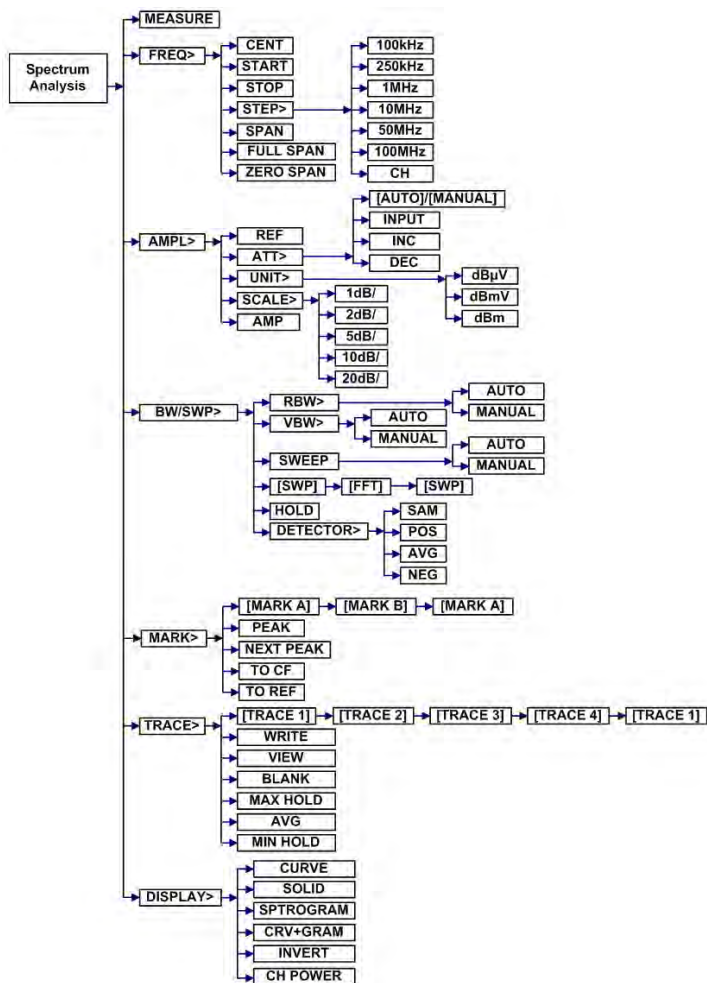 Spectrum
Analysis
MEASURE
FREQ>
CENT
START
STOP
STEP>
100kHz
250kHz
1MHz
10MHz
50MHz
100MHz
CH
SPAN
FULL SPAN
ZERO SPAN
AMPL>
REF
ATT>
[AUTO]/[MANUAL]
INPUT
INC
DEC
UNIT>
dBµV
dBmV
dBm
SCALE>
1dB/
2dB/
5dB/
10dB/
20dB/
AMP
BW/SWP>
RBW>
AUTO
MANUAL
VBW>
AUTO
MANUAL
SWEEP
AUTO
MANUAL
[SWP] [FFT] [SWP]
HOLD
DETECTOR>
SAM
POS
AVG
NEG
MARK>
[MARK A] [MARK B] [MARK A]
PEAK
NEXT PEAK
TO CF
TO REF
TRACE>
[TRACE 1] [TRACE 2] [TRACE 3] [TRACE 4] [TRACE 1]
WRITE
VIEW
BLANK
MAX HOLD
AVG
MIN HOLD
DISPLAY>
CURVE
SOLID
SPTROGRAM
CRV+GRAM
INVERT
CH POWER